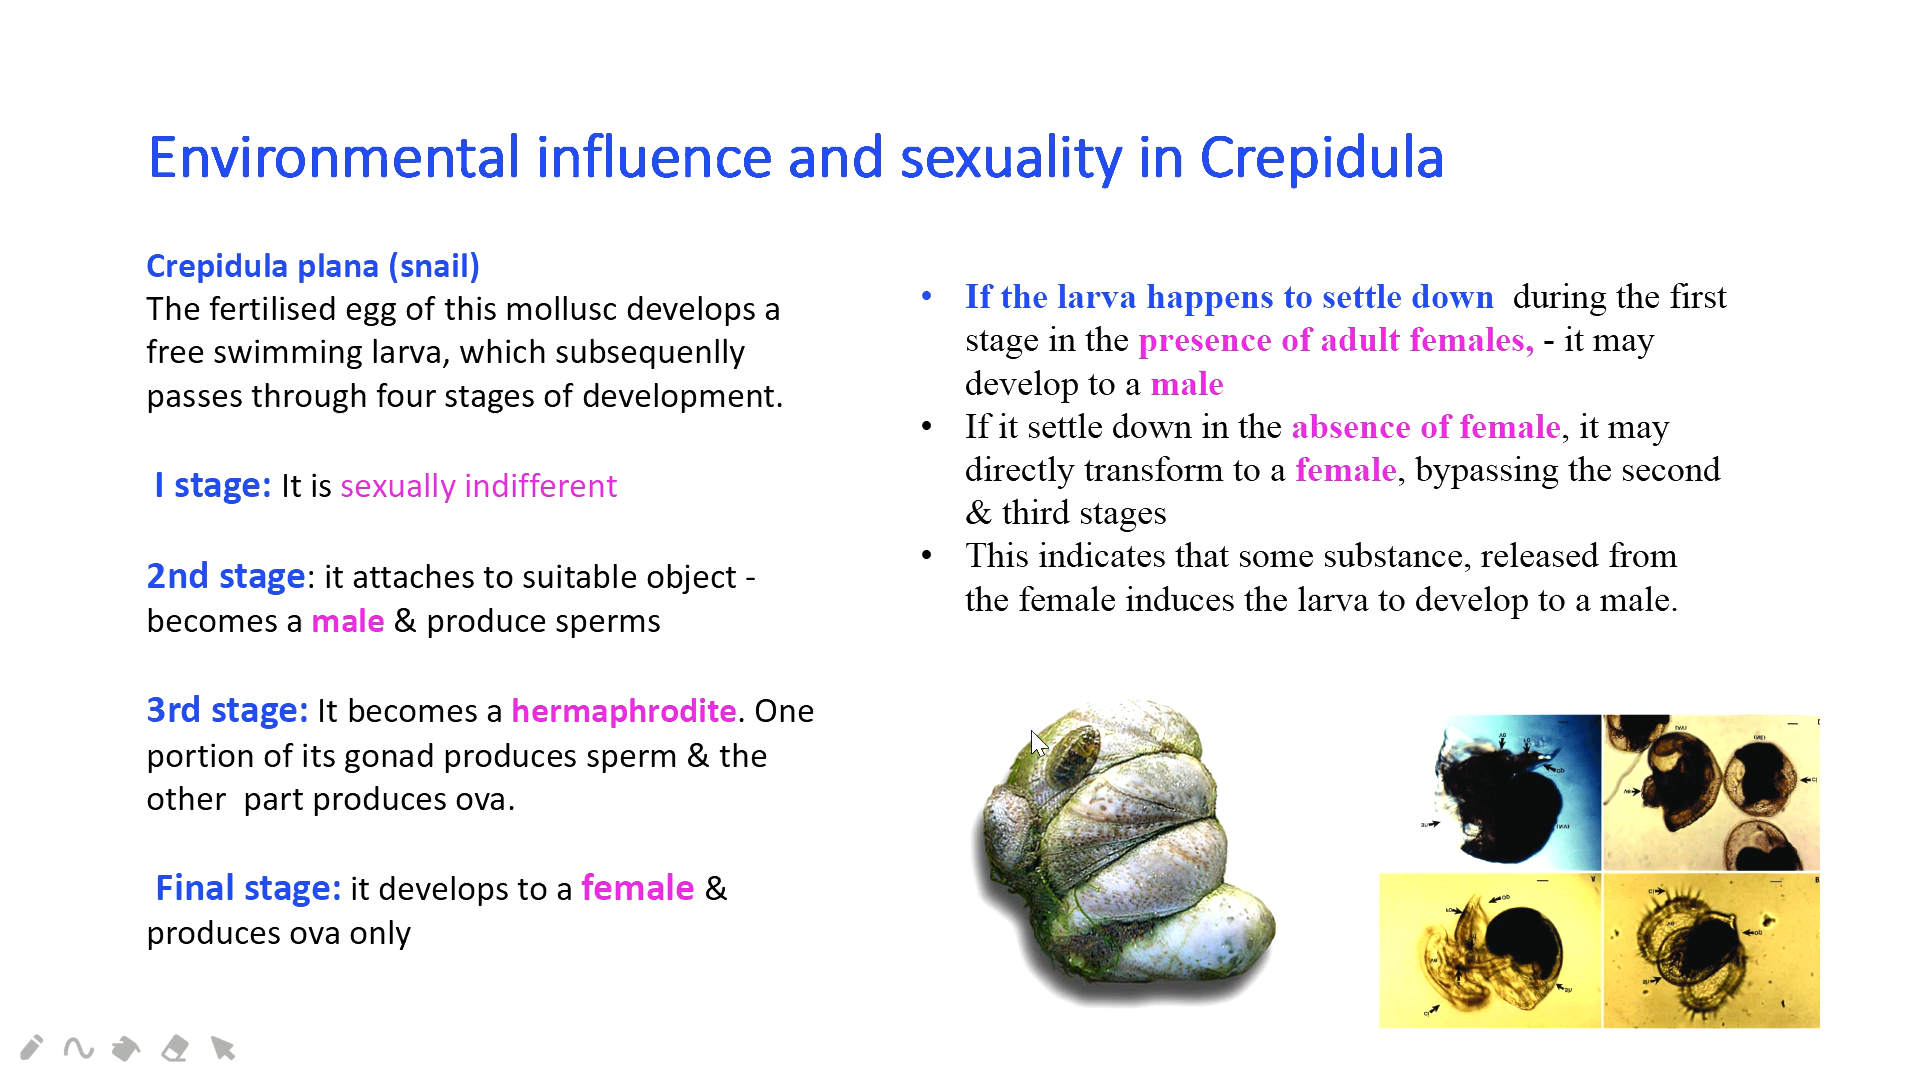 Environmental influence and sexuality in Crepidula
Crepidula plana (snail)
The fertilised egg of this mollusc develops a
free swimming larva, which subsequenlly
passes through four stages of development.
I stage: It is sexually indifferent
2nd stage: it attaches to suitable object -
becomes a male & produce sperms
3rd stage: It becomes a hermaphrodite. One
portion of its gonad produces sperm & the
other part produces ova.
Final stage: it develops to a female &
produces ova only
• If the larva happens to settle down during the first
stage in the presence of adult females, - it may
develop to a male
• If it settle down in the absence of female, it may
directly transform to a female, bypassing the second
& third stages
• This indicates that some substance, released from
the female induces the larva to develop to a male.